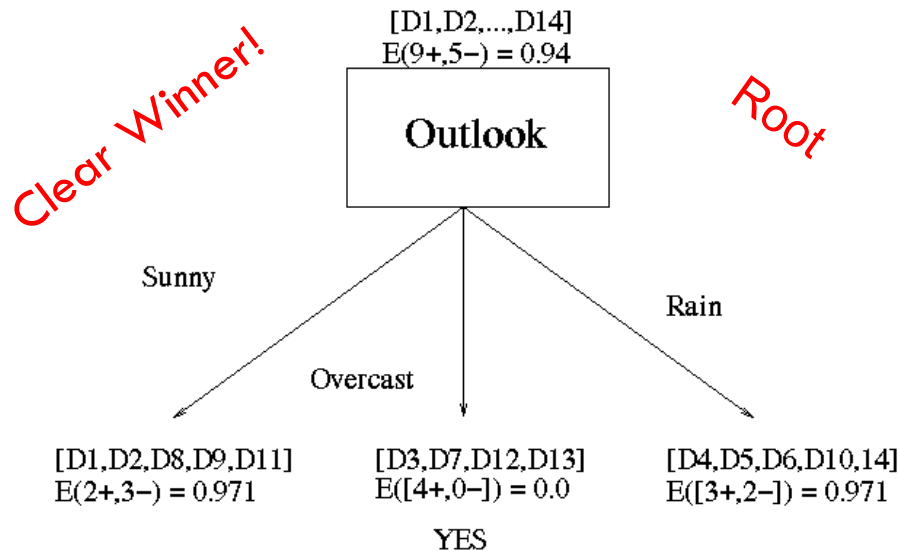 [D1,D2,...,D14]
E(9+,5−) = 0.94
Clear Winner!
Root
Outlook
Sunny
Rain
Overcast
[D1,D2,D8,D9,D11]
E(2+,3−) = 0.971
[D3,D7,D12,D13]
E([4+,0−]) = 0.0
[D4,D5,D6,D10,14]
E([3+,2−]) = 0.971
YES